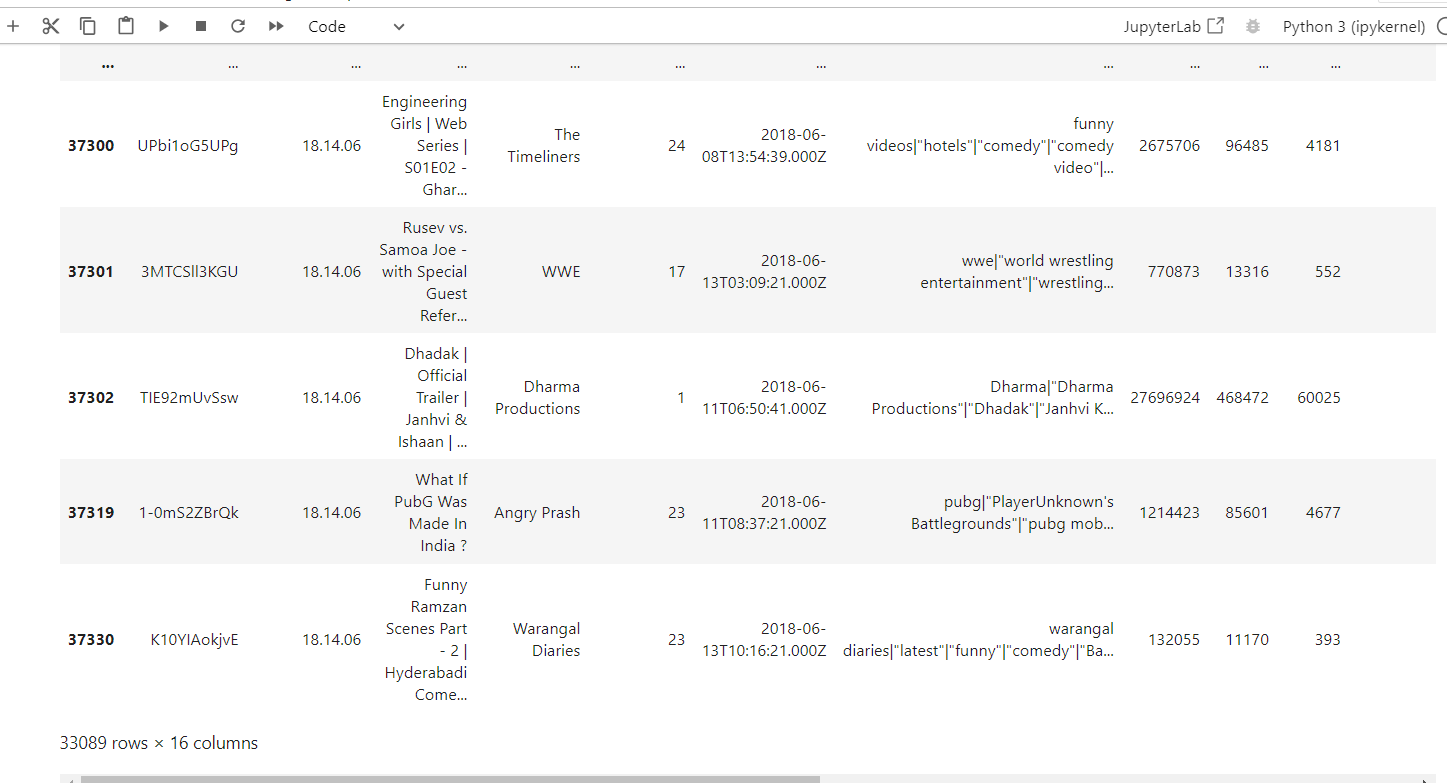 Code
JupyterLab
Python 3 (ipykernel)
... ... ... ... ... ... ... ... ... ... ...
37300 UPbi1oG5UPg 18.14.06 Engineering Girls | Web Series | S01E02 - Ghar... The Timeliners 24 2018-06-08T13:54:39.000Z funny videos|"hotels"|"comedy"|"comedy video"|... 2675706 96485 4181
37301 3MTCSll3KGU 18.14.06 Rusev vs. Samoa Joe - with Special Guest Refer... WWE 17 2018-06-13T03:09:21.000Z wwe|"world wrestling entertainment"|"wrestling... 770873 13316 552
37302 TIE92mUvSsw 18.14.06 Dhadak | Official Trailer | Janhvi & Ishaan | ... Dharma Productions 1 2018-06-11T06:50:41.000Z Dharma|"Dharma Productions"|"Dhadak"|"Janhvi K... 27696924 468472 60025
37319 1-0mS2ZBrQk 18.14.06 What If PubG Was Made In India ? Angry Prash 23 2018-06-11T08:37:21.000Z pubg|"PlayerUnknown's Battlegrounds"|"pubg mob... 1214423 85601 4677
37330 K10YIAokjvE 18.14.06 Funny Ramzan Scenes Part - 2 | Hyderabadi Come... Warangal Diaries 23 2018-06-13T10:16:21.000Z warangal diaries|"latest"|"funny"|"comedy"|"Ba... 132055 11170 393
33089 rows × 16 columns